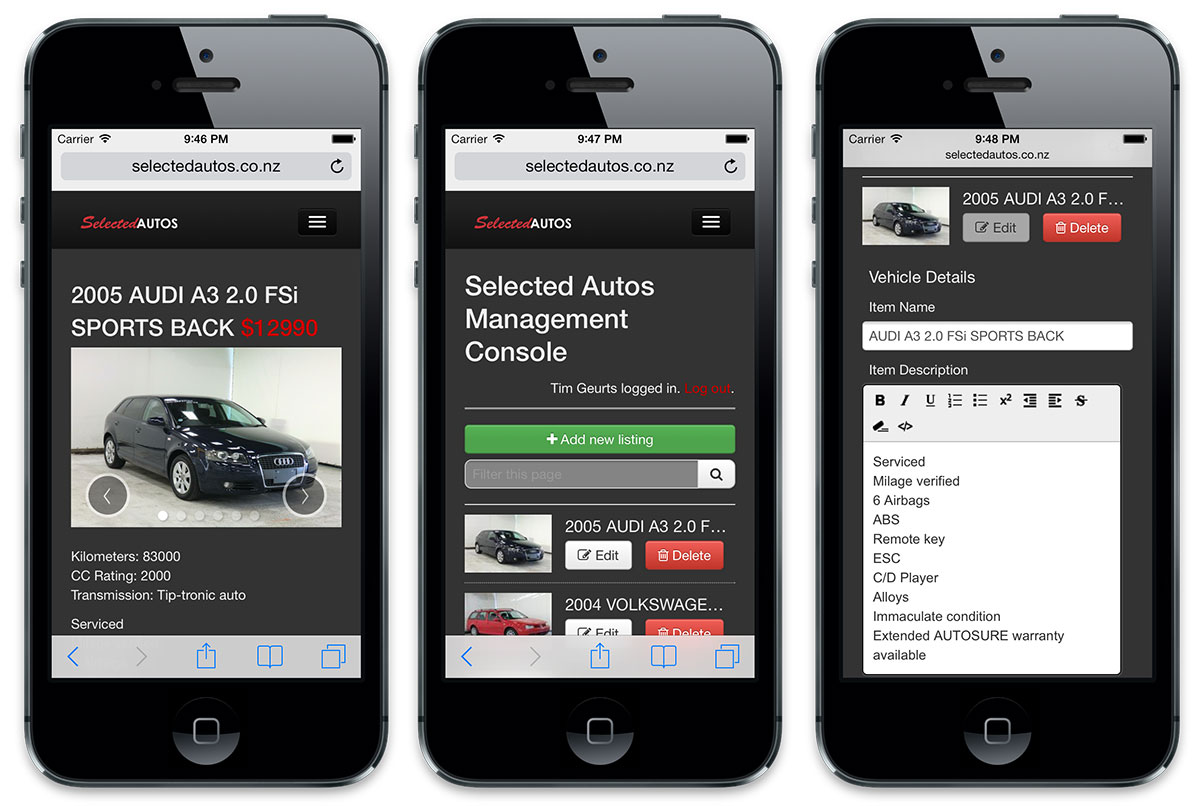 Carrier 9:46 PM
selectedautos.co.nz
SelectedAUTOS
2005 AUDI A3 2.0 FSi
SPORTS BACK $12990
Kilometers: 83000
CC Rating: 2000
Transmission: Tip-tronic auto
Serviced
Carrier 9:47 PM
selectedautos.co.nz
SelectedAUTOS
Selected Autos
Management
Console
Tim Geurts logged in. Log out.
Add new listing
Filter this page
2005 AUDI A3 2.0 F...
Edit Delete
2004 VOLKSWAGE...
Edit Delete
Carrier 9:48 PM
selectedautos.co.nz
2005 AUDI A3 2.0 F...
Edit Delete
Vehicle Details
Item Name
AUDI A3 2.0 FSi SPORTS BACK
Item Description
B I U x² S
</>
Serviced
Milage verified
6 Airbags
ABS
Remote key
ESC
C/D Player
Alloys
Immaculate condition
Extended AUTOSURE warranty
available